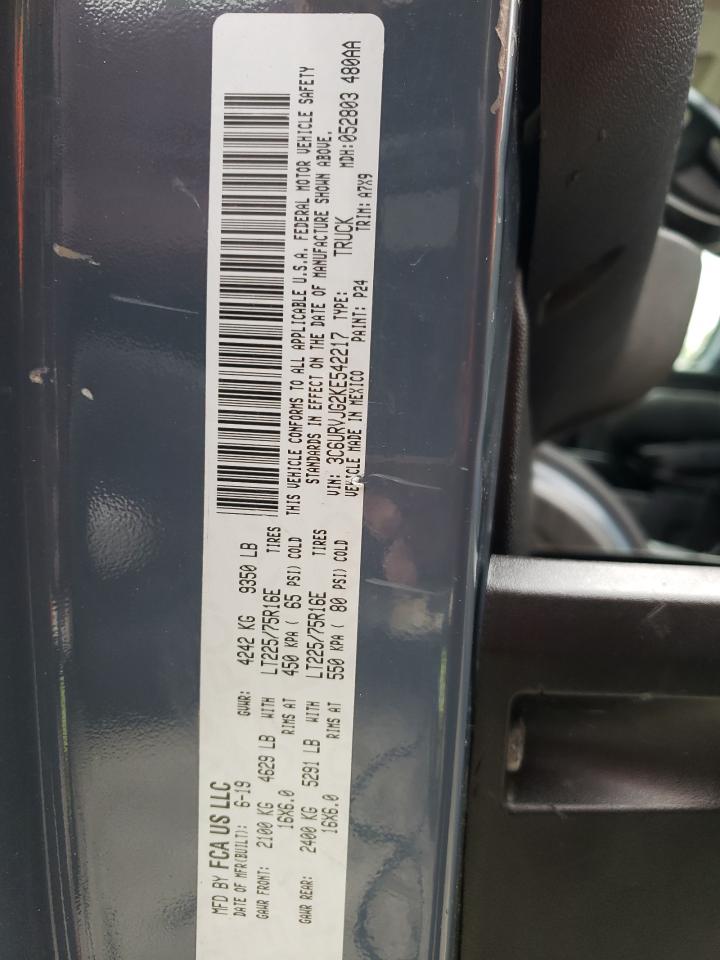 MFD BY FCA US LLC
DATE OF MFR(BUILT): 6-19 GVWR: 4242 KG 9350 LB
GAWR FRONT: 2100 KG 4629 LB WITH LT225/75R16E TIRES
16X6.0 RIMS AT 450 KPA ( 65 PSI) COLD
GAWR REAR: 2400 KG 5291 LB WITH LT225/75R16E TIRES
16X6.0 RIMS AT 550 KPA ( 80 PSI) COLD
THIS VEHICLE CONFORMS TO ALL APPLICABLE U.S.A. FEDERAL MOTOR VEHICLE SAFETY
STANDARDS IN EFFECT ON THE DATE OF MANUFACTURE SHOWN ABOVE.
VIN: 3C6URVJG2KE542217 TYPE: TRUCK MDH:052803 480AA
VEHICLE MADE IN MEXICO PAINT: P24 TRIM: A7X9